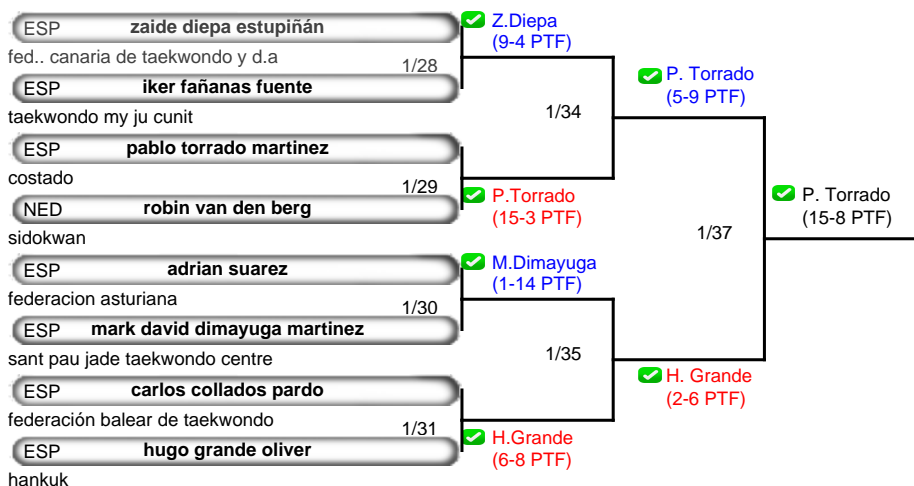 ESP zaide diepa estupiñán
fed.. canaria de taekwondo y d.a
1/28
ESP iker fañanas fuente
taekwondo my ju cunit
ESP pablo torrado martinez
costado
1/29
NED robin van den berg
sidokwan
ESP adrian suarez
federacion asturiana
1/30
ESP mark david dimayuga martinez
sant pau jade taekwondo centre
ESP carlos collados pardo
federación balear de taekwondo
1/31
ESP hugo grande oliver
hankuk
Z.Diepa
(9-4 PTF)
1/34
P.Torrado
(15-3 PTF)
M.Dimayuga
(1-14 PTF)
1/35
H.Grande
(6-8 PTF)
P. Torrado
(5-9 PTF)
1/37
H. Grande
(2-6 PTF)
P. Torrado
(15-8 PTF)